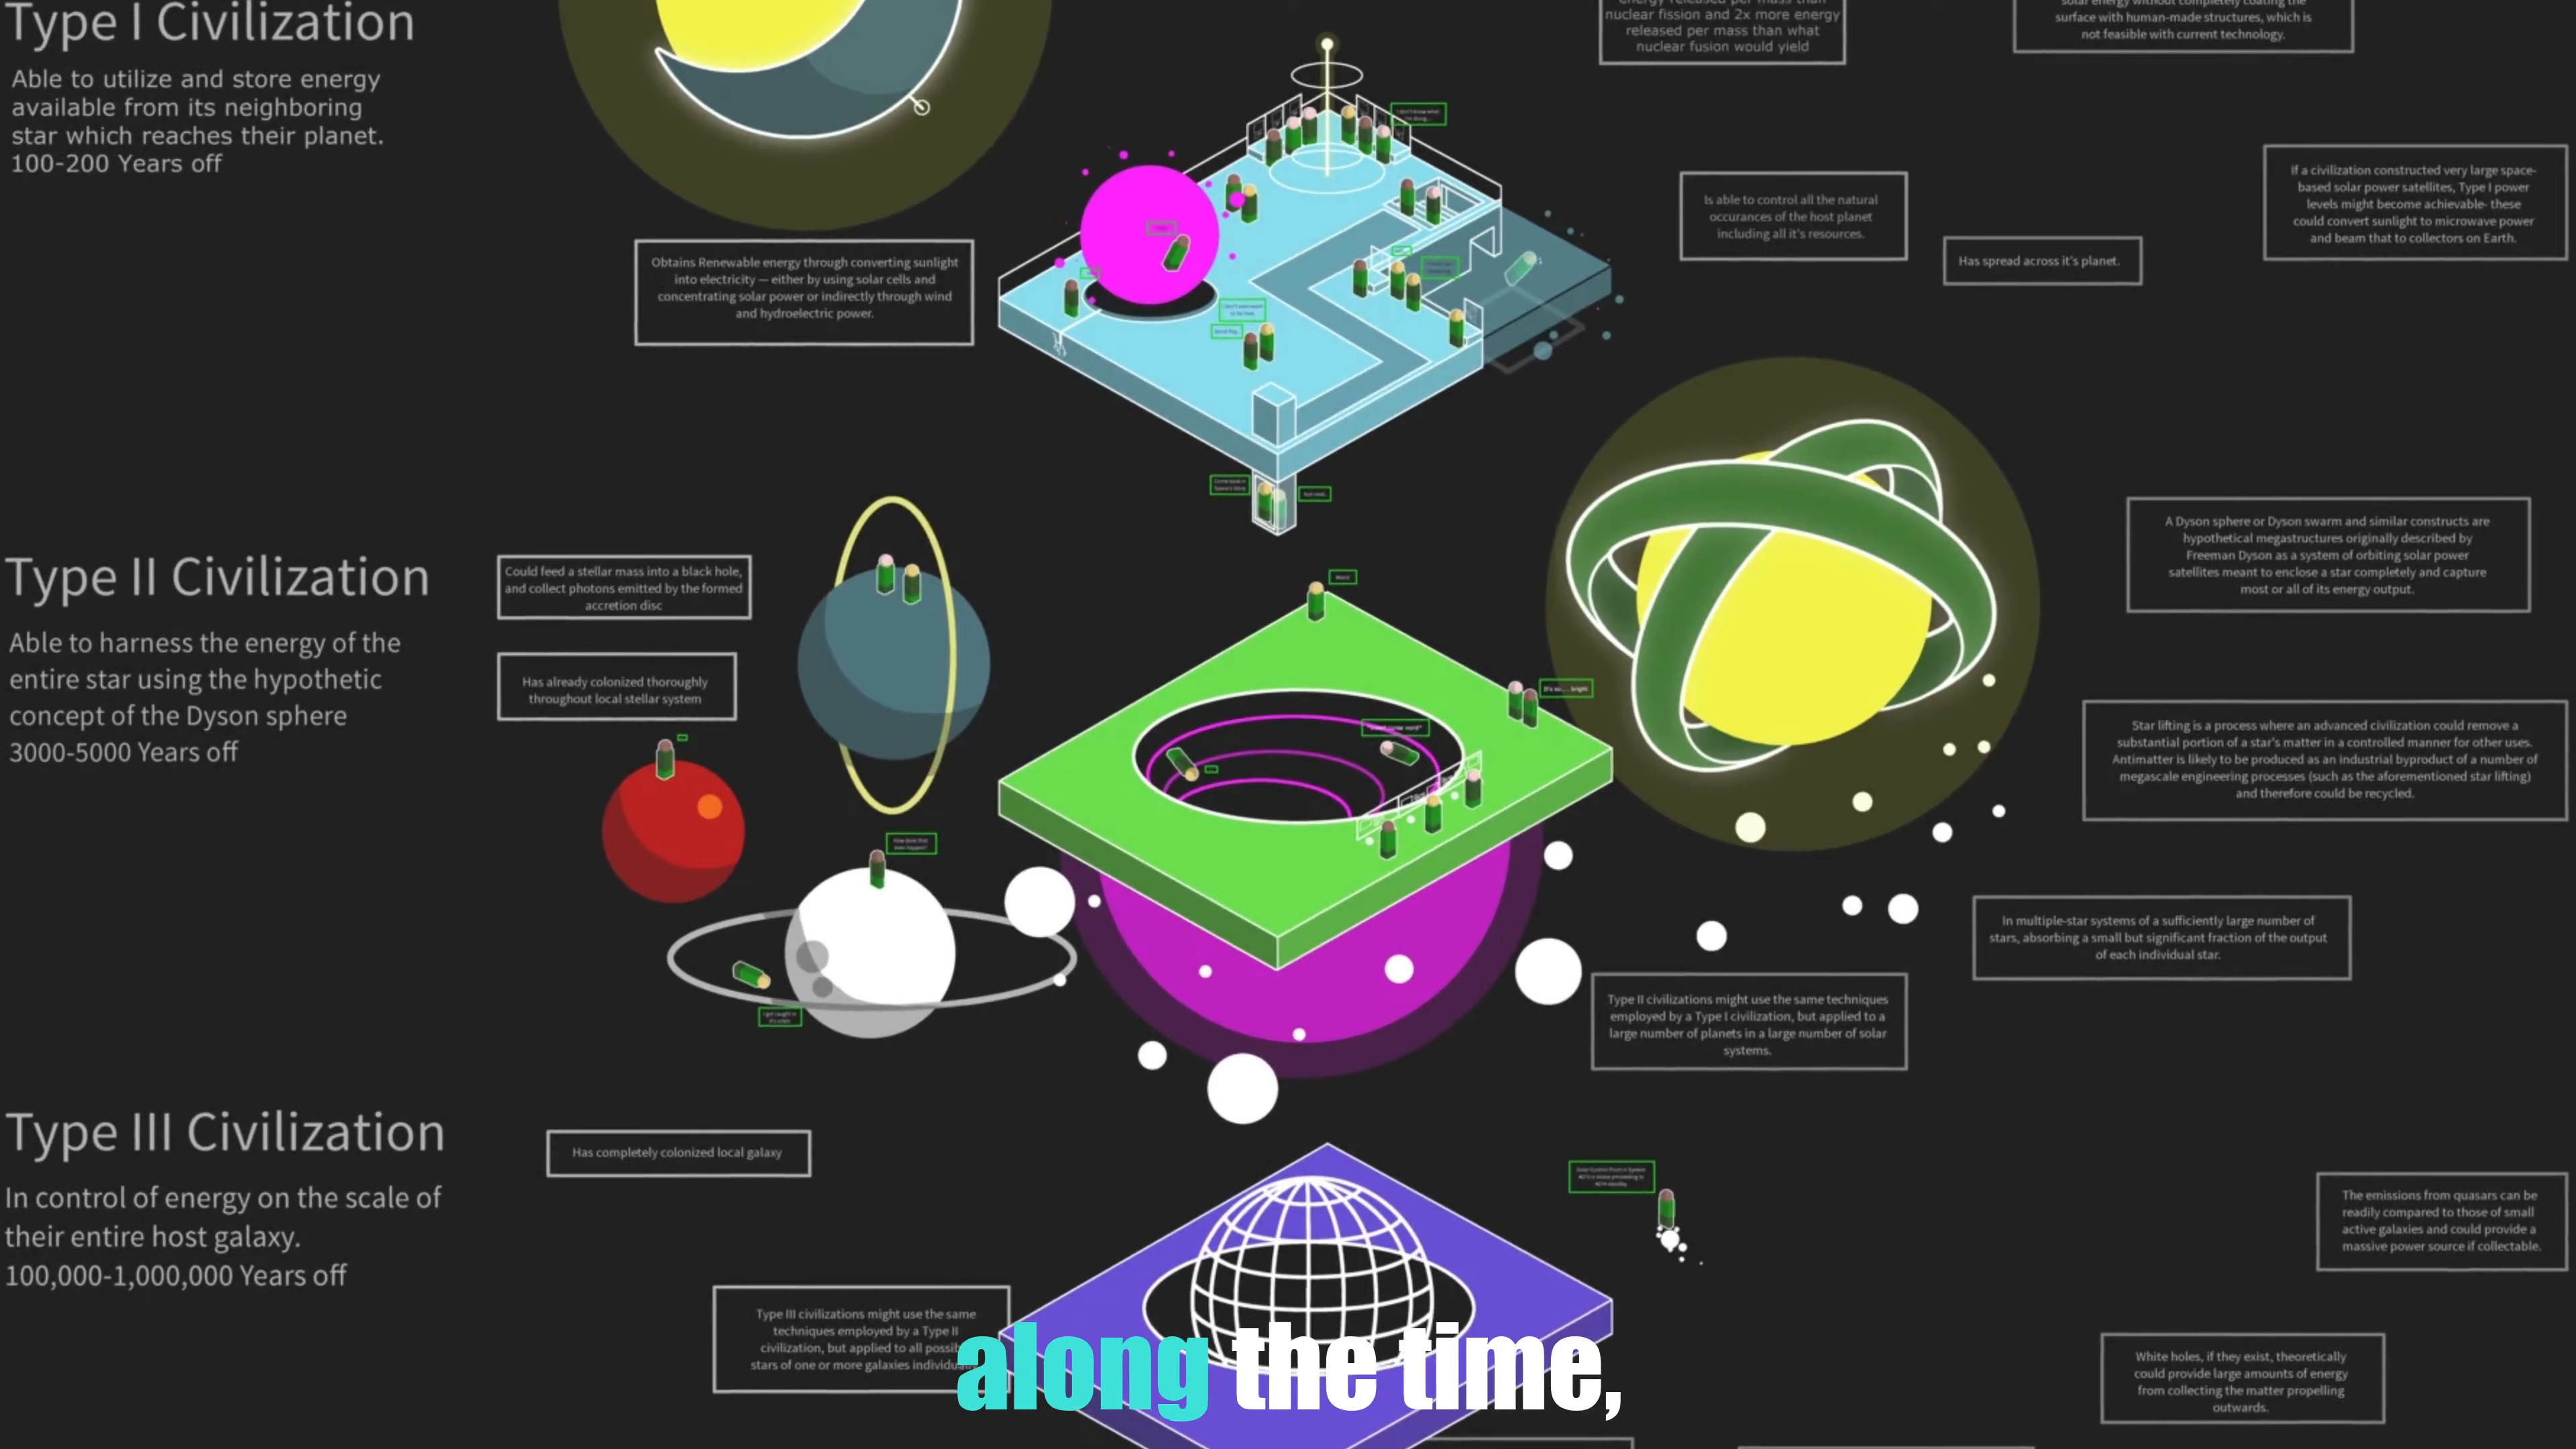 Type I Civilization
Able to utilize and store energy
available from its neighboring
star which reaches their planet.
100-200 Years off
nuclear fission and 2x more energy
released per mass than what
nuclear fusion would yield
surface with human-made structures, which is
not feasible with current technology.
Obtains Renewable energy through converting sunlight
into electricity — either by using solar cells and
concentrating solar power or indirectly through wind
and hydroelectric power.
Is able to control all the natural
occurances of the host planet
including all it's resources.
Has spread across it's planet.
If a civilization constructed very large space-
based solar power satellites, Type I power
levels might become achievable- these
could convert sunlight to microwave power
and beam that to collectors on Earth.
Type II Civilization
Able to harness the energy of the
entire star using the hypothetic
concept of the Dyson sphere
3000-5000 Years off
Could feed a stellar mass into a black hole,
and collect photons emitted by the formed
accretion disc
Has already colonized thoroughly
throughout local stellar system
A Dyson sphere or Dyson swarm and similar constructs are
hypothetical megastructures originally described by
Freeman Dyson as a system of orbiting solar power
satellites meant to enclose a star completely and capture
most or all of its energy output.
Star lifting is a process where an advanced civilization could remove a
substantial portion of a star's matter in a controlled manner for other uses.
Antimatter is likely to be produced as an industrial byproduct of a number of
megascale engineering processes (such as the aforementioned star lifting)
and therefore could be recycled.
In multiple-star systems of a sufficiently large number of
stars, absorbing a small but significant fraction of the output
of each individual star.
Type II civilizations might use the same techniques
employed by a Type I civilization, but applied to a
large number of planets in a large number of solar
systems.
Type III Civilization
In control of energy on the scale of
their entire host galaxy.
100,000-1,000,000 Years off
Has completely colonized local galaxy
Type III civilizations might use the same
techniques employed by a Type II
civilization, but applied to all
stars of one or more galaxies
The emissions from quasars can be
readily compared to those of small
active galaxies and could provide a
massive power source if collectable.
White holes, if they exist, theoretically
could provide large amounts of energy
from collecting the matter propelling
outwards.
along the time,